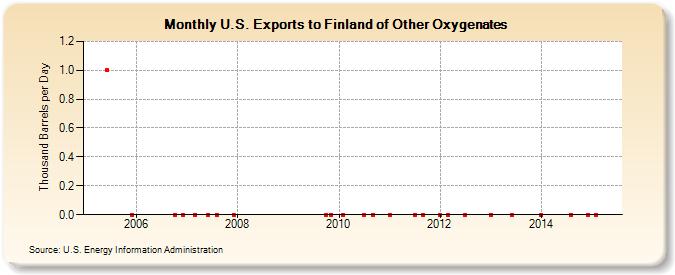 Monthly U.S. Exports to Finland of Other Oxygenates
Thousand Barrels per Day
1.2
1.0
0.8
0.6
0.4
0.2
0.0
2006 2008 2010 2012 2014
Source: U.S. Energy Information Administration